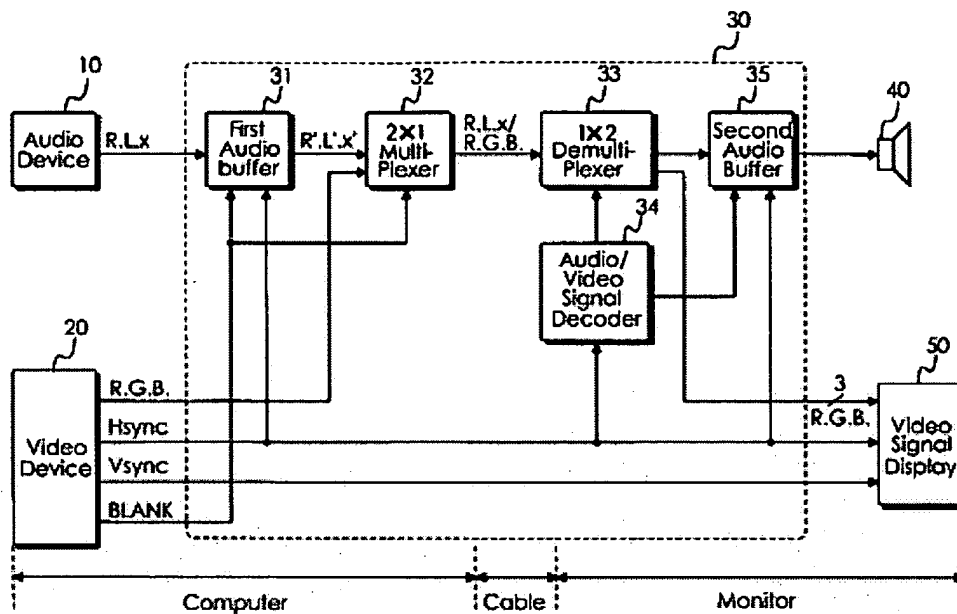 30
10
31
32
33
35
40
Audio
Device
R.L.x
First
Audio
buffer
R'.L'.x'
2X1
Multi-
Plexer
R.L.x/
R.G.B.
1X2
Demulti-
Plexer
Second
Audio
Buffer
34
Audio/
Video
Signal
Decoder
20
50
Video
Device
R.G.B.
Hsync
Vsync
BLANK
3
R.G.B.
Video
Signal
Display
Computer
Cable
Monitor